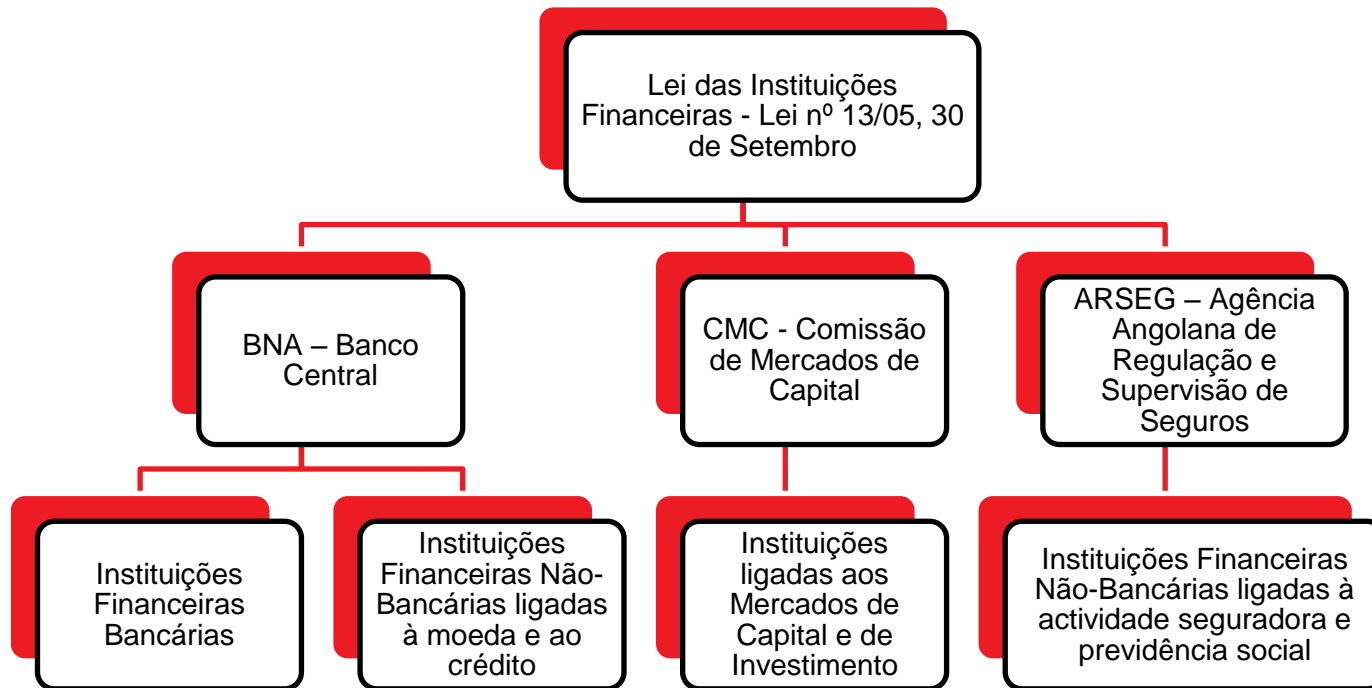 Lei das Instituições
Financeiras - Lei nº 13/05, 30
de Setembro
BNA – Banco
Central
CMC - Comissão
de Mercados de
Capital
ARSEG – Agência
Angolana de
Regulação e
Supervisão de
Seguros
Instituições
Financeiras
Bancárias
Instituições
Financeiras Não-
Bancárias ligadas
à moeda e ao
crédito
Instituições
ligadas aos
Mercados de
Capital e de
Investimento
Instituições Financeiras
Não-Bancárias ligadas à
actividade seguradora e
previdência social